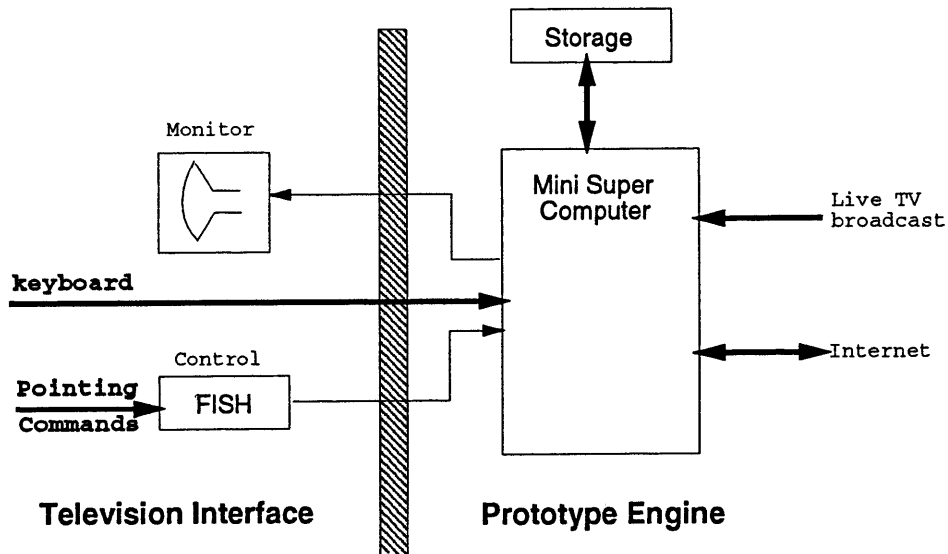 Storage
Monitor
Mini Super
Computer
Live TV
broadcast
keyboard
Internet
Control
Pointing
FISH
Commands
Television Interface
Prototype Engine